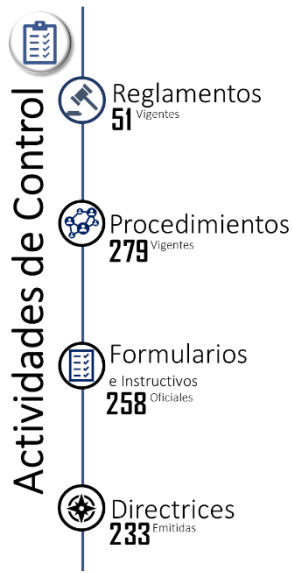 Actividades de Control
Reglamentos
51 Vigentes
Procedimientos
279 Vigentes
Formularios
e Instructivos
258 Oficiales
Directrices
233 Emitidas